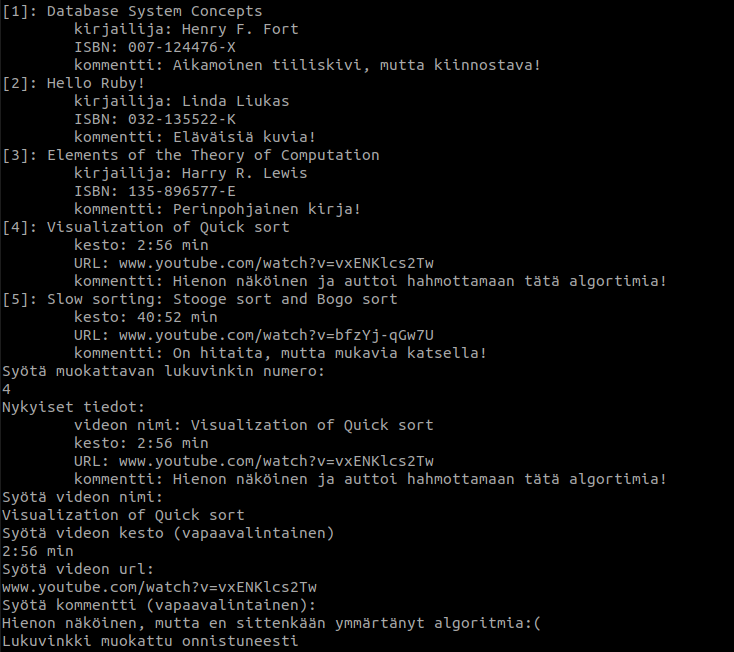 [1]: Database System Concepts
kirjailija: Henry F. Fort
ISBN: 007-124476-X
kommentti: Aikamoinen tiiliskivi, mutta kiinnostava!
[2]: Hello Ruby!
kirjailija: Linda Liukas
ISBN: 032-135522-K
kommentti: Eläväisiä kuvia!
[3]: Elements of the Theory of Computation
kirjailija: Harry R. Lewis
ISBN: 135-896577-E
kommentti: Perinpohjainen kirja!
[4]: Visualization of Quick sort
kesto: 2:56 min
URL: www.youtube.com/watch?v=vxENKlcs2Tw
kommentti: Hienon näköinen ja auttoi hahmottamaan tätä algortimia!
[5]: Slow sorting: Stooge sort and Bogo sort
kesto: 40:52 min
URL: www.youtube.com/watch?v=bfzYj-qGw7U
kommentti: On hitaita, mutta mukavia katsella!
Syötä muokattavan lukuvinkin numero:
4
Nykyiset tiedot:
videon nimi: Visualization of Quick sort
kesto: 2:56 min
URL: www.youtube.com/watch?v=vxENKlcs2Tw
kommentti: Hienon näköinen ja auttoi hahmottamaan tätä algortimia!
Syötä videon nimi:
Visualization of Quick sort
Syötä videon kesto (vapaavalintainen)
2:56 min
Syötä videon url:
www.youtube.com/watch?v=vxENKlcs2Tw
Syötä kommentti (vapaavalintainen):
Hienon näköinen, mutta en sittenkään ymmärtänyt algoritmia:(
Lukuvinkki muokattu onnistuneesti